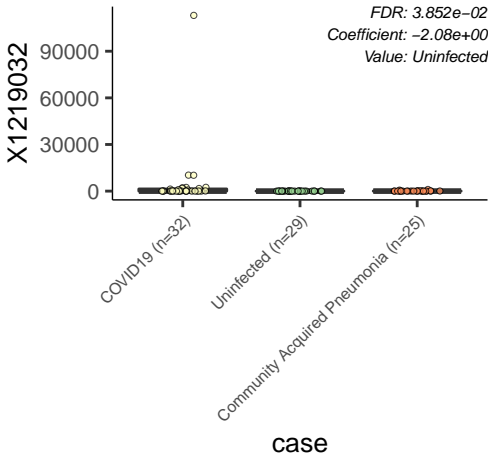 FDR: 3.852e−02
Coefficient: −2.08e+00
Value: Uninfected
X1219032
90000
60000
30000
0
COVID19 (n=32)
Uninfected (n=29)
Community Acquired Pneumonia (n=25)
case